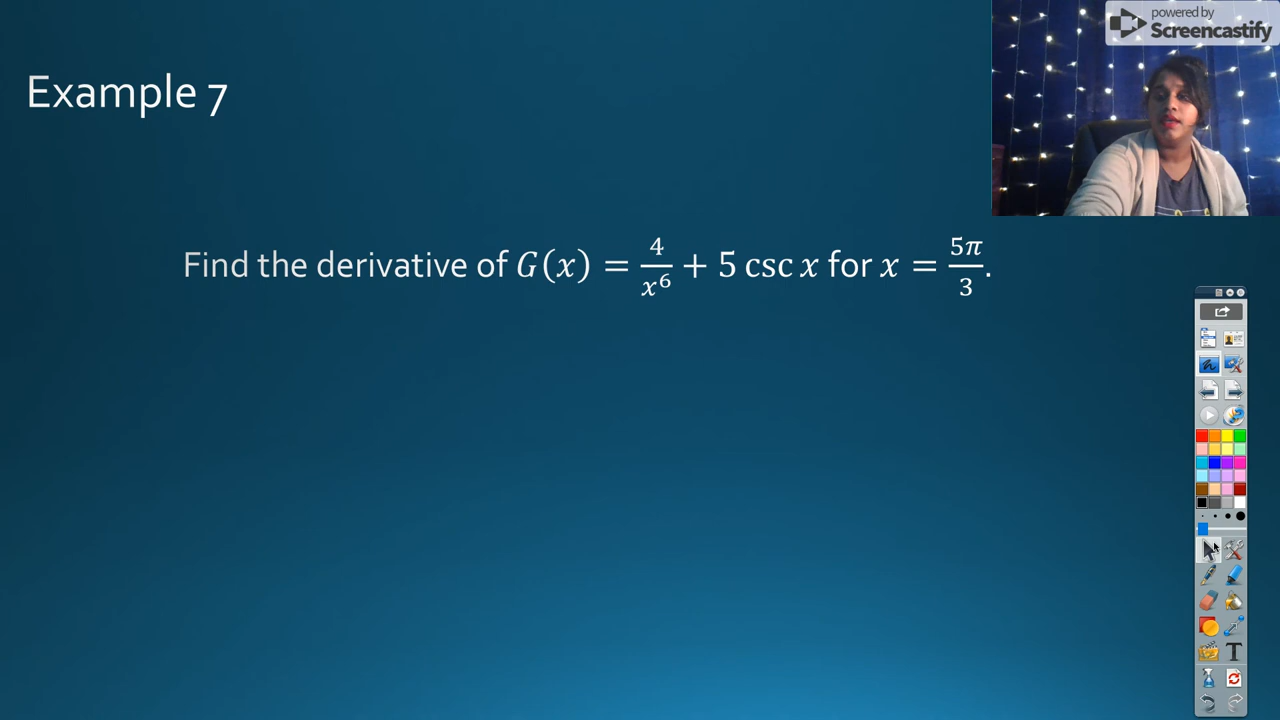 powered by
Screencastify
Example 7
Find the derivative of G(x) = 4/x⁶ + 5 csc x for x = 5π/3.